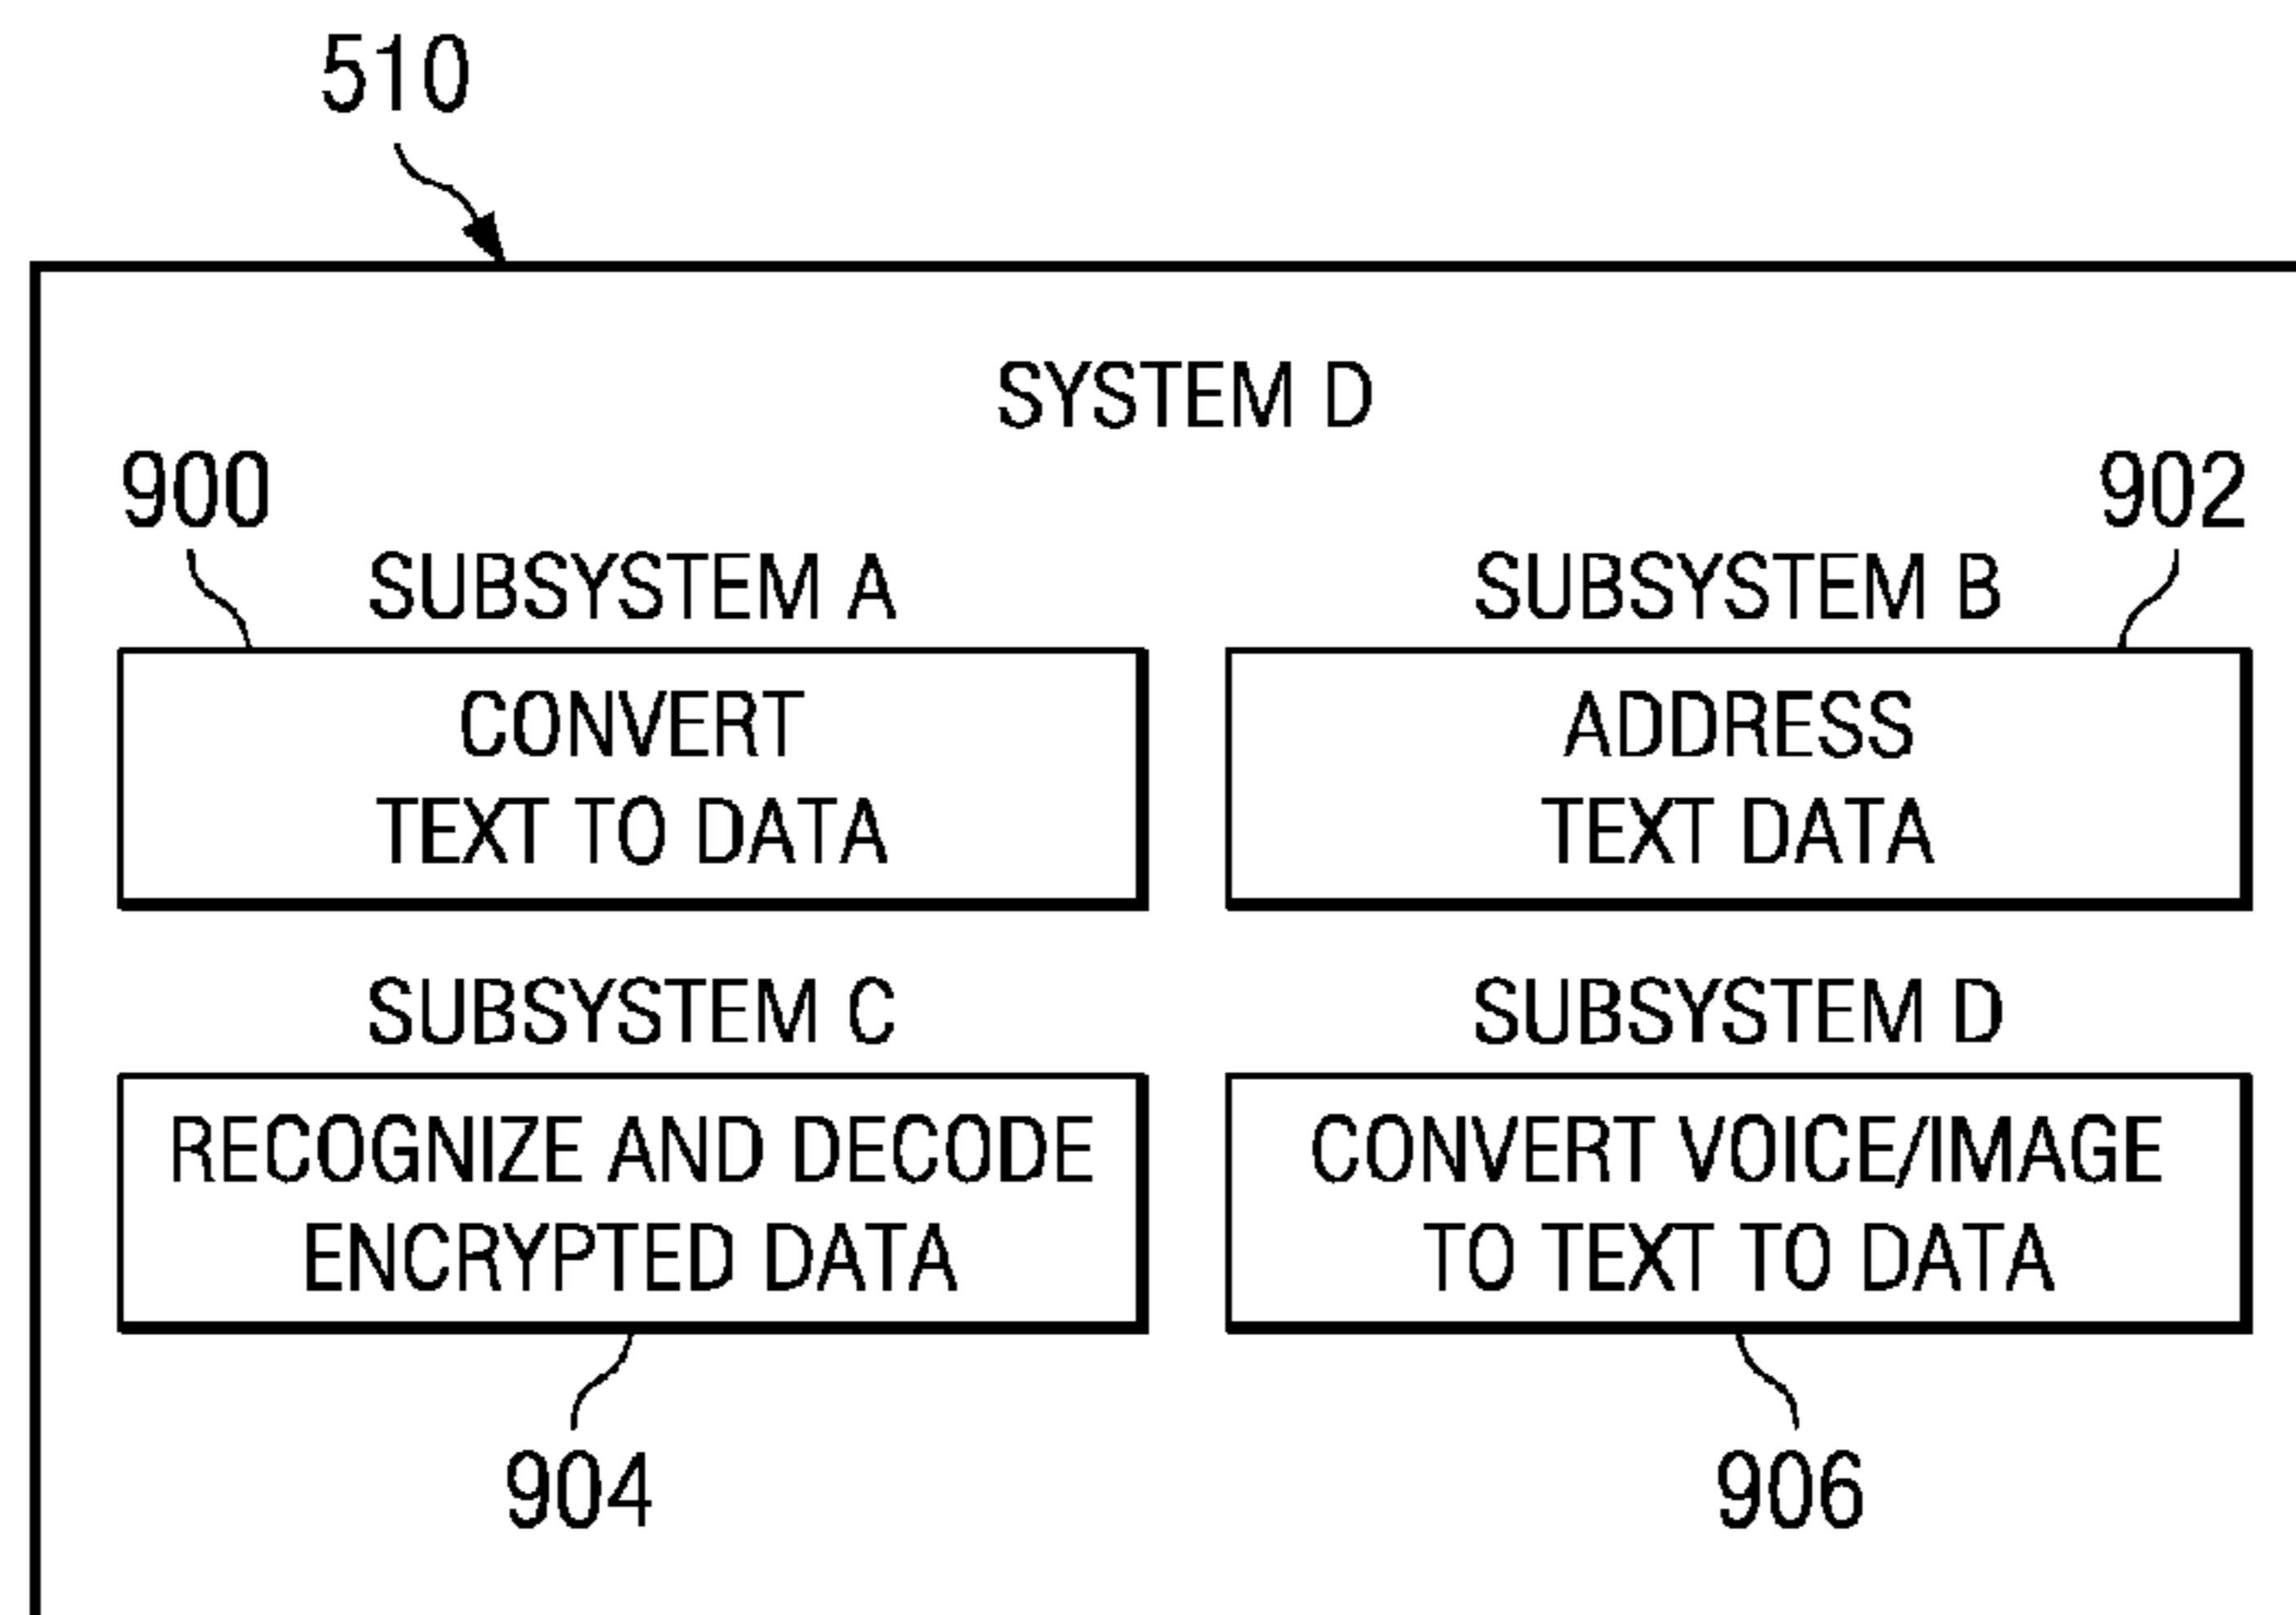 510
SYSTEM D
900
902
SUBSYSTEM A
SUBSYSTEM B
CONVERT
TEXT TO DATA
ADDRESS
TEXT DATA
SUBSYSTEM C
SUBSYSTEM D
RECOGNIZE AND DECODE
ENCRYPTED DATA
CONVERT VOICE/IMAGE
TO TEXT TO DATA
904
906